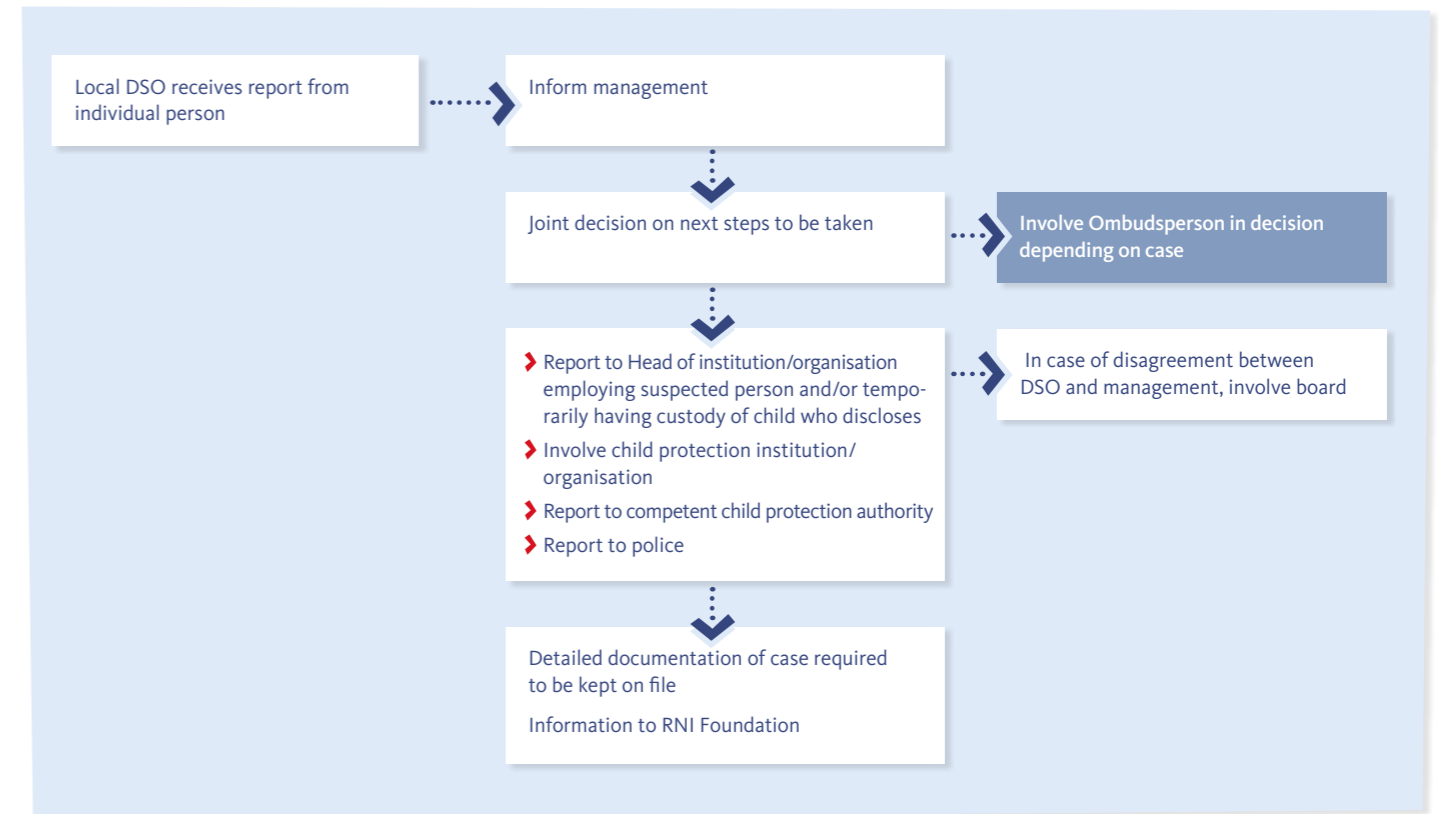 Local DSO receives report from
individual person
Inform management
Joint decision on next steps to be taken
Involve Ombudsperson in decision
depending on case
Report to Head of institution/organisation
employing suspected person and/or tempo-
rarily having custody of child who discloses
Involve child protection institution/
organisation
Report to competent child protection authority
Report to police
In case of disagreement between
DSO and management, involve board
Detailed documentation of case required
to be kept on file
Information to RNI Foundation